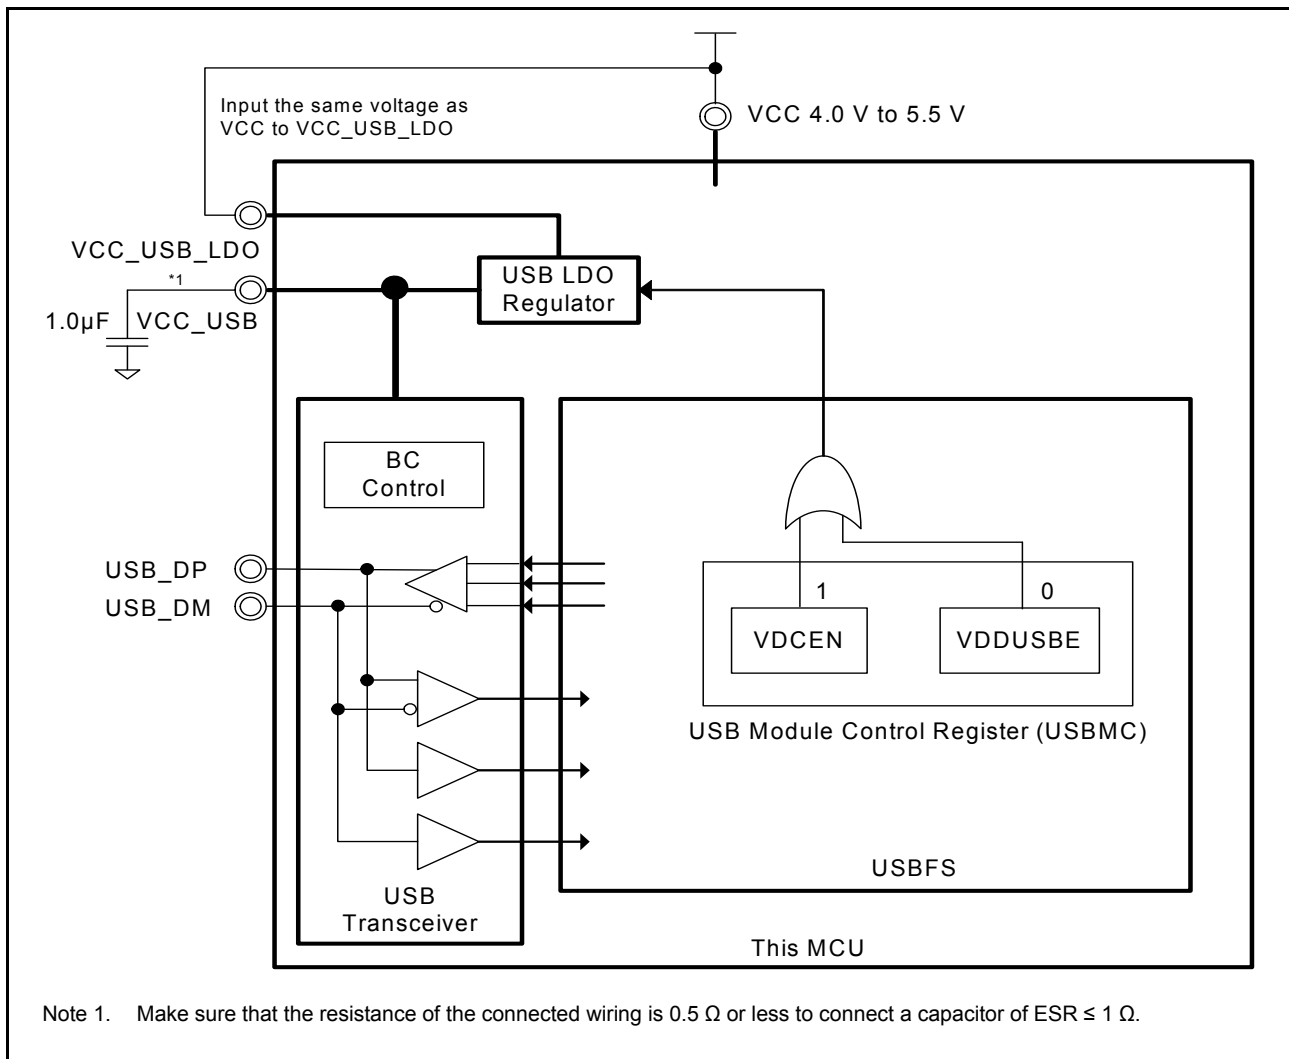 Input the same voltage as
VCC to VCC_USB_LDO
VCC 4.0 V to 5.5 V
VCC_USB_LDO
*1
1.0µF
VCC_USB
USB LDO
Regulator
BC
Control
USB_DP
USB_DM
1
0
VDCEN
VDDUSBE
USB Module Control Register (USBMC)
USBFS
USB
Transceiver
This MCU
Note 1. Make sure that the resistance of the connected wiring is 0.5 Ω or less to connect a capacitor of ESR ≤ 1 Ω.